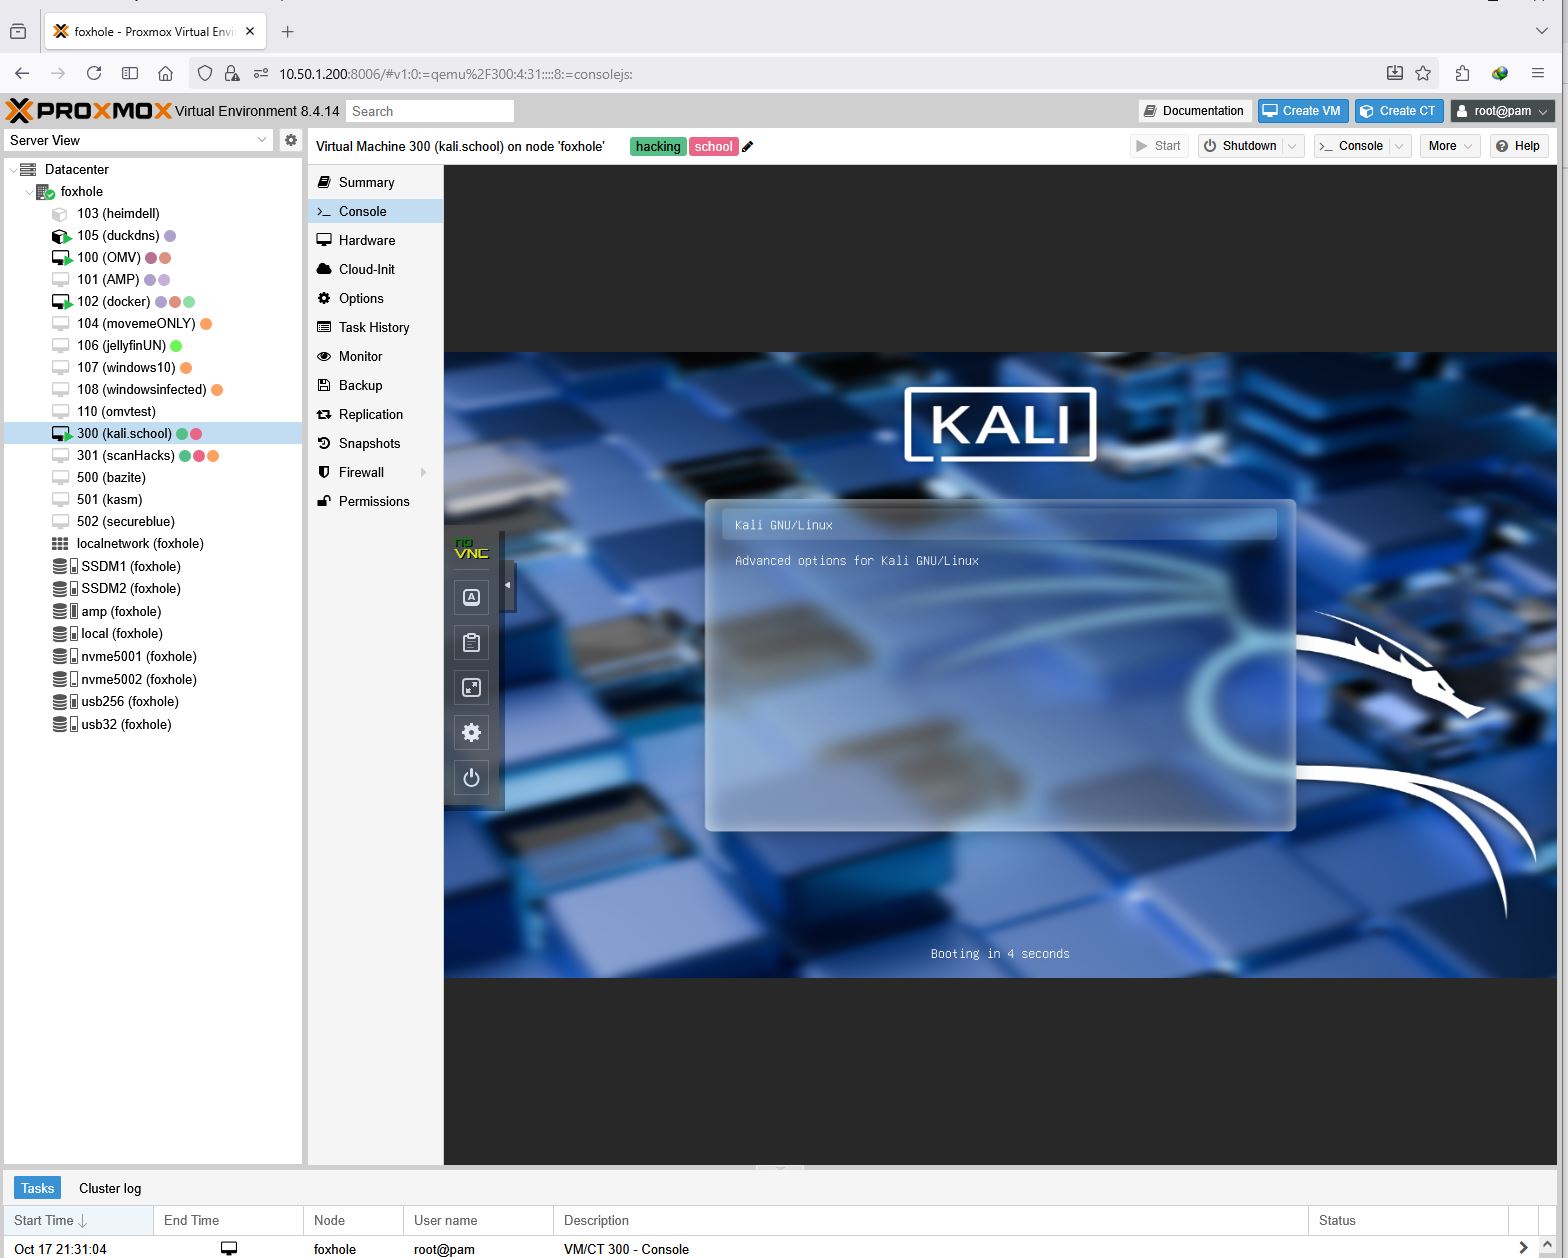 foxhole - Proxmox Virtual Envi
10.50.1.200:8006/#v1:0:=qemu%2F300:4:31::::8:=consolejs:
PROXMOX Virtual Environment 8.4.14 Search Documentation Create VM Create CT root@pam
Server View
Virtual Machine 300 (kali.school) on node 'foxhole' hacking school Start Shutdown Console More Help
Datacenter
foxhole
103 (heimdell)
105 (duckdns)
100 (OMV)
101 (AMP)
102 (docker)
104 (movemeONLY)
106 (jellyfinUN)
107 (windows10)
108 (windowsinfected)
110 (omvtest)
300 (kali.school)
301 (scanHacks)
500 (bazite)
501 (kasm)
502 (secureblue)
localnetwork (foxhole)
SSDM1 (foxhole)
SSDM2 (foxhole)
amp (foxhole)
local (foxhole)
nvme5001 (foxhole)
nvme5002 (foxhole)
usb256 (foxhole)
usb32 (foxhole)
Summary
Console
Hardware
Cloud-Init
Options
Task History
Monitor
Backup
Replication
Snapshots
Firewall
Permissions
KALI
Kali GNU/Linux
Advanced options for Kali GNU/Linux
no
VNC
A
Booting in 4 seconds
Tasks Cluster log
Start Time End Time Node User name Description Status
Oct 17 21:31:04 foxhole root@pam VM/CT 300 - Console